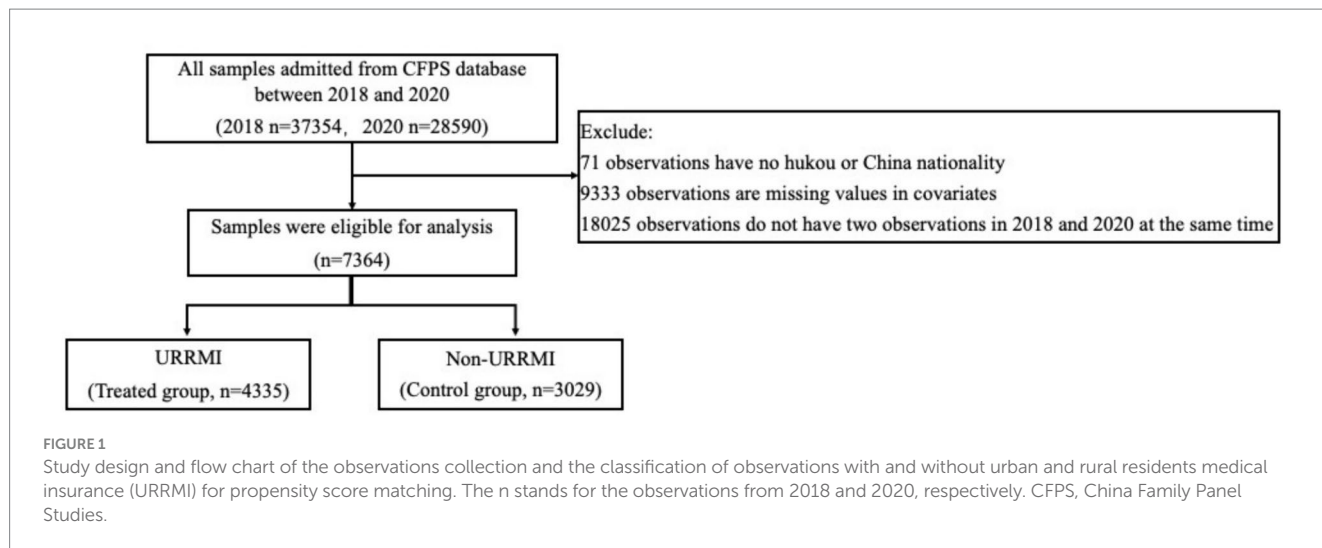 All samples admitted from CFPS database
between 2018 and 2020
(2018 n=37354，2020 n=28590)
Exclude:
71 observations have no hukou or China nationality
9333 observations are missing values in covariates
18025 observations do not have two observations in 2018 and 2020 at the same time
Samples were eligible for analysis
(n=7364)
URRMI
(Treated group, n=4335)
Non-URRMI
(Control group, n=3029)
FIGURE 1
Study design and flow chart of the observations collection and the classification of observations with and without urban and rural residents medical
insurance (URRMI) for propensity score matching. The n stands for the observations from 2018 and 2020, respectively. CFPS, China Family Panel
Studies.